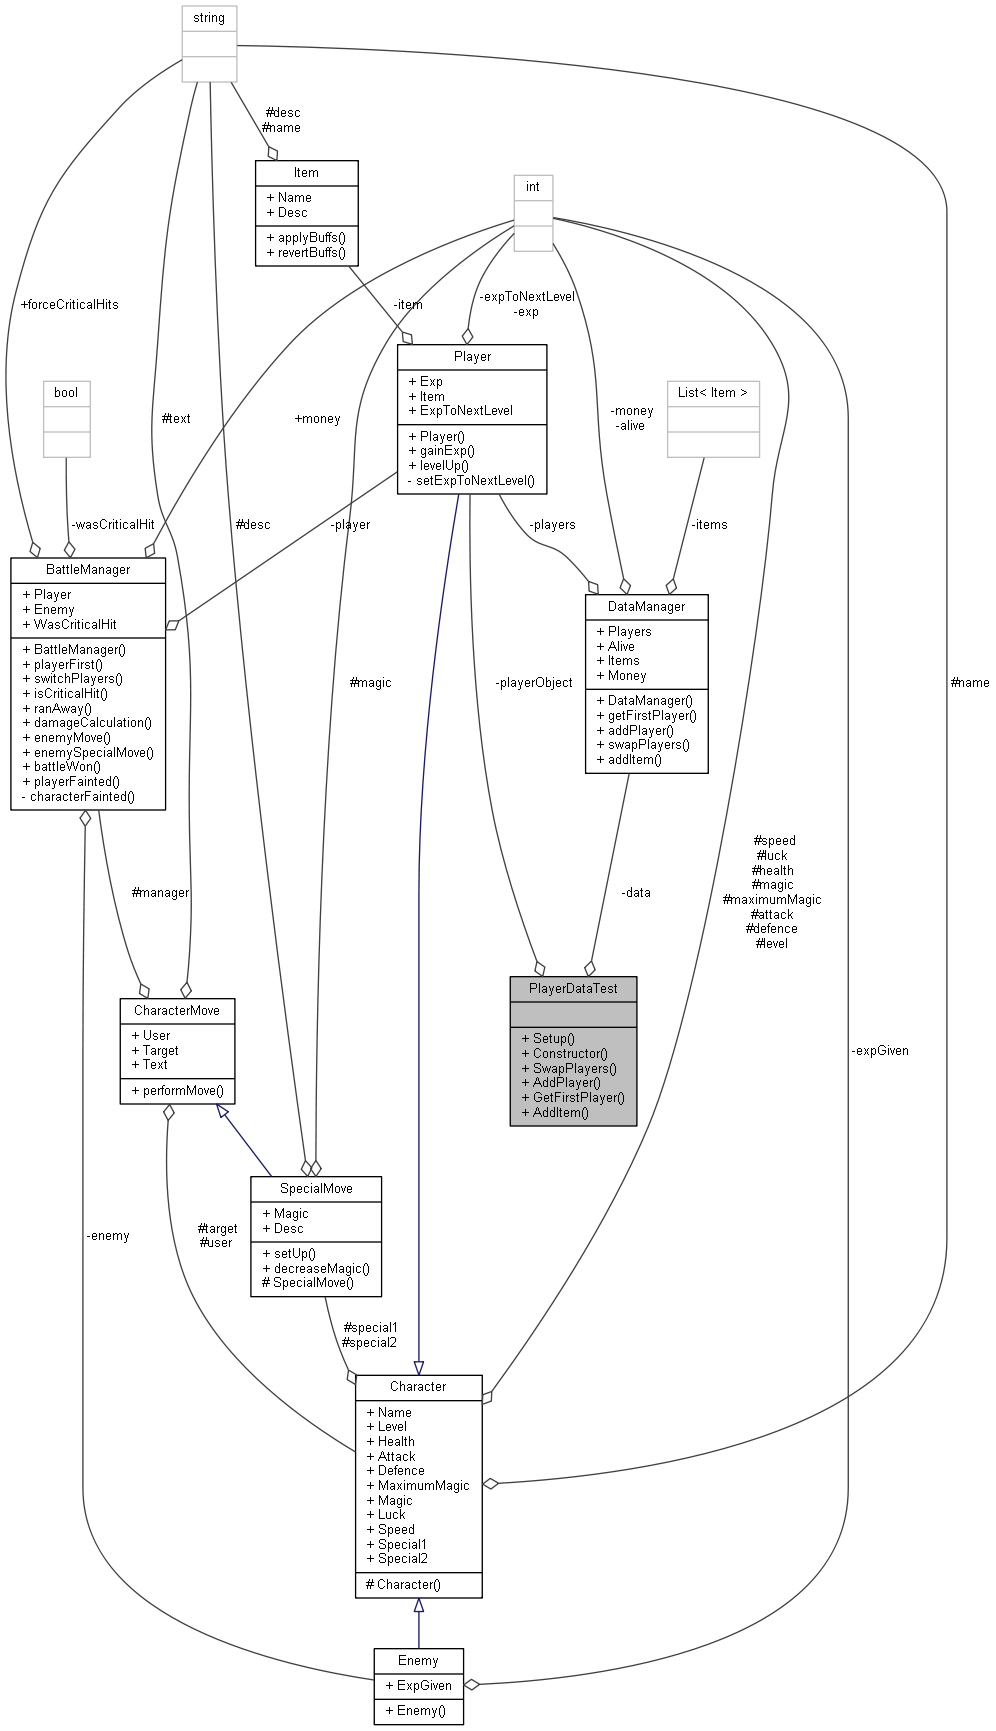 string
#desc
#name
Item
+ Name
+ Desc
+ applyBuffs()
+ revertBuffs()
int
+forceCriticalHits
-item
-expToNextLevel
-exp
Player
+ Exp
+ Item
+ ExpToNextLevel
+ Player()
+ gainExp()
+ levelUp()
- setExpToNextLevel()
bool
List< Item >
#text
+money
-money
-alive
-wasCriticalHit
#desc
-player
-players
-items
BattleManager
+ Player
+ Enemy
+ WasCriticalHit
+ BattleManager()
+ playerFirst()
+ switchPlayers()
+ isCriticalHit()
+ ranAway()
+ damageCalculation()
+ enemyMove()
+ enemySpecialMove()
+ battleWon()
+ playerFainted()
- characterFainted()
DataManager
+ Players
+ Alive
+ Items
+ Money
+ DataManager()
+ getFirstPlayer()
+ addPlayer()
+ swapPlayers()
+ addItem()
#magic
-playerObject
#name
#manager
-data
#speed
#luck
#health
#magic
#maximumMagic
#attack
#defence
#level
PlayerDataTest
+ Setup()
+ Constructor()
+ SwapPlayers()
+ AddPlayer()
+ GetFirstPlayer()
+ AddItem()
CharacterMove
+ User
+ Target
+ Text
+ performMove()
-expGiven
SpecialMove
+ Magic
+ Desc
+ setUp()
+ decreaseMagic()
# SpecialMove()
-enemy
#target
#user
#special1
#special2
Character
+ Name
+ Level
+ Health
+ Attack
+ Defence
+ MaximumMagic
+ Magic
+ Luck
+ Speed
+ Special1
+ Special2
# Character()
Enemy
+ ExpGiven
+ Enemy()